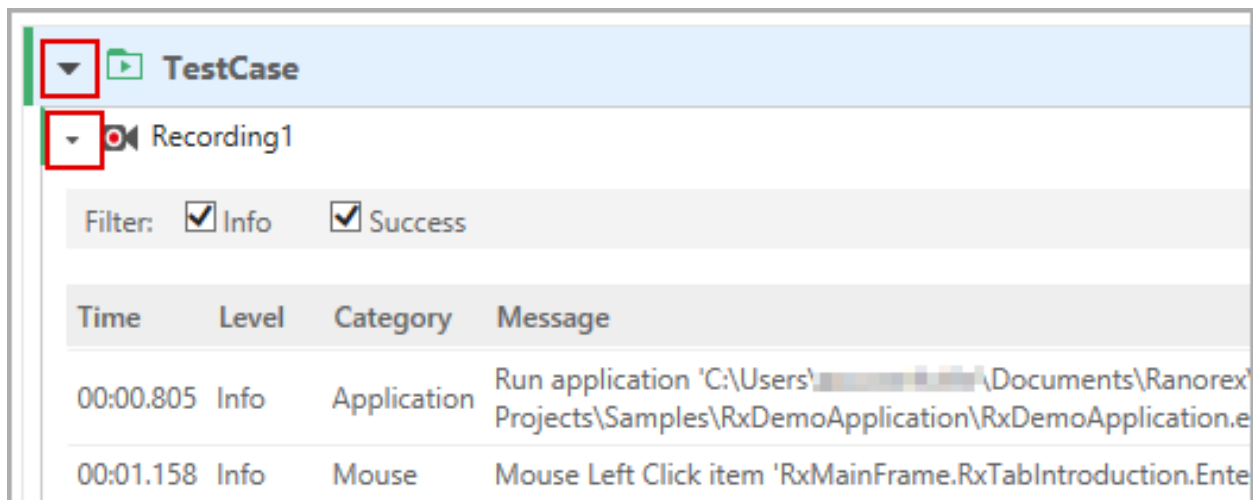 TestCase
Recording1
Filter: Info Success
Time Level Category Message
00:00.805 Info Application Run application 'C:\Users\ \Documents\Ranorex\
Projects\Samples\RxDemoApplication\RxDemoApplication.e
00:01.158 Info Mouse Mouse Left Click item 'RxMainFrame.RxTabIntroduction.Ente